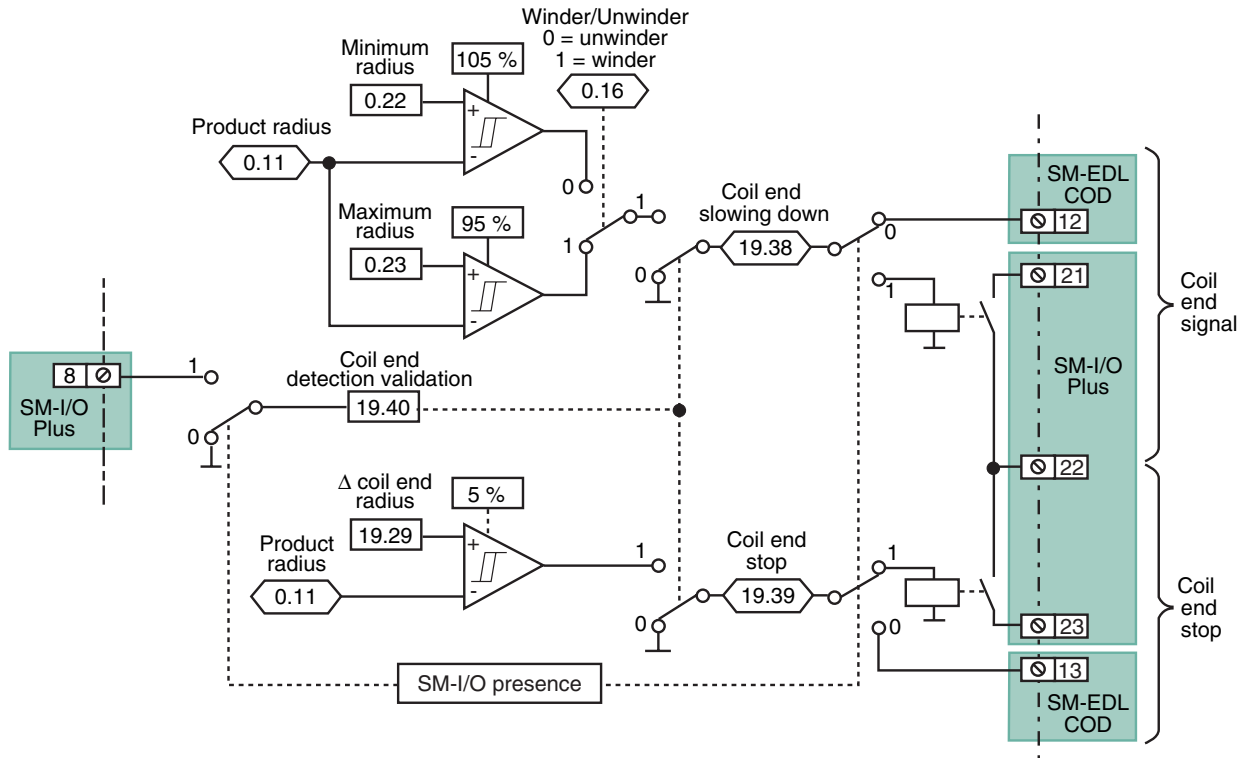 Winder/Unwinder
0 = unwinder
1 = winder
0.16
Minimum
radius
105 %
0.22
+
-
Product radius
0.11
0
Maximum
radius
95 %
0.23
+
-
1
1
0
Coil end
slowing down
19.38
0
1
SM-EDL
COD
12
21
SM-I/O
Plus
22
23
13
SM-EDL
COD
Coil
end
signal
Coil
end
stop
8
SM-I/O
Plus
1
0
Coil end
detection validation
19.40
Δ coil end
radius
5 %
19.29
+
-
Product
radius
0.11
1
0
Coil end
stop
19.39
1
0
SM-I/O presence